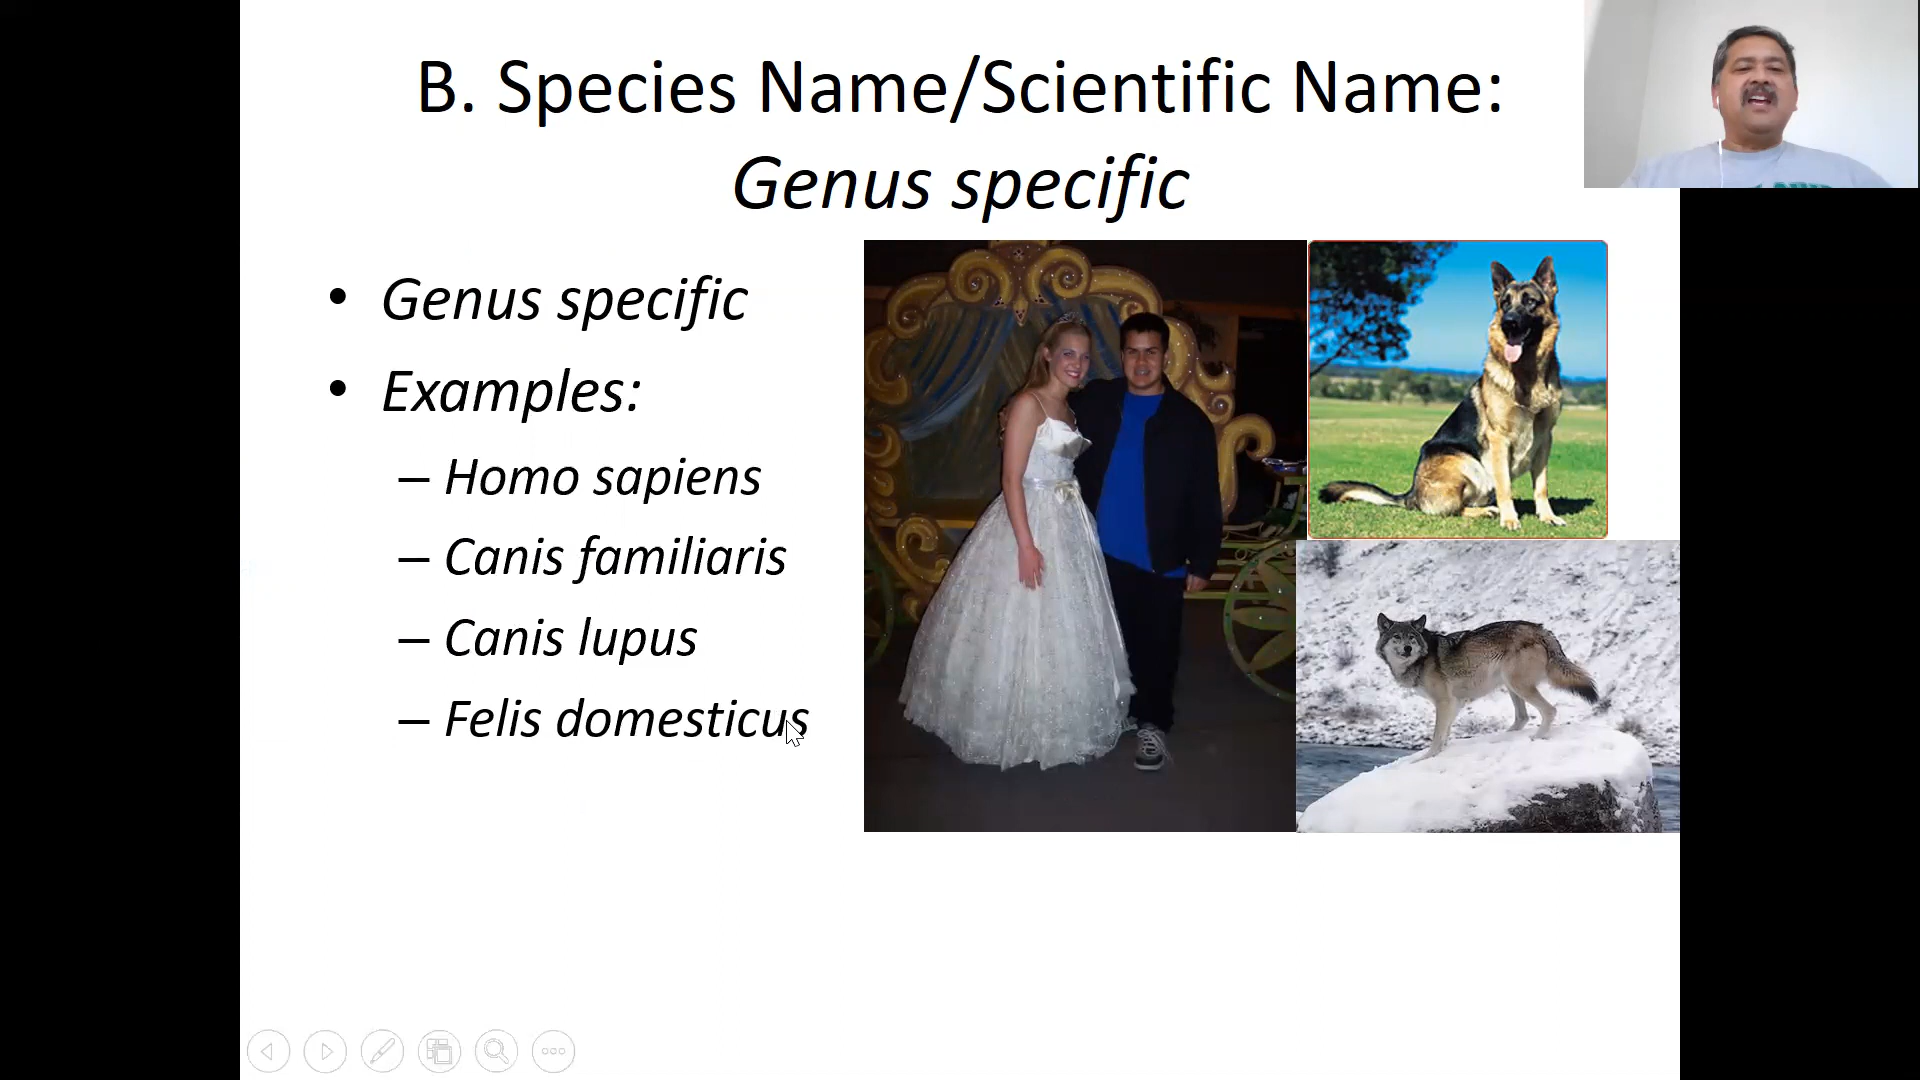 B. Species Name/Scientific Name:
Genus specific
• Genus specific
• Examples:
– Homo sapiens
– Canis familiaris
– Canis lupus
– Felis domesticus